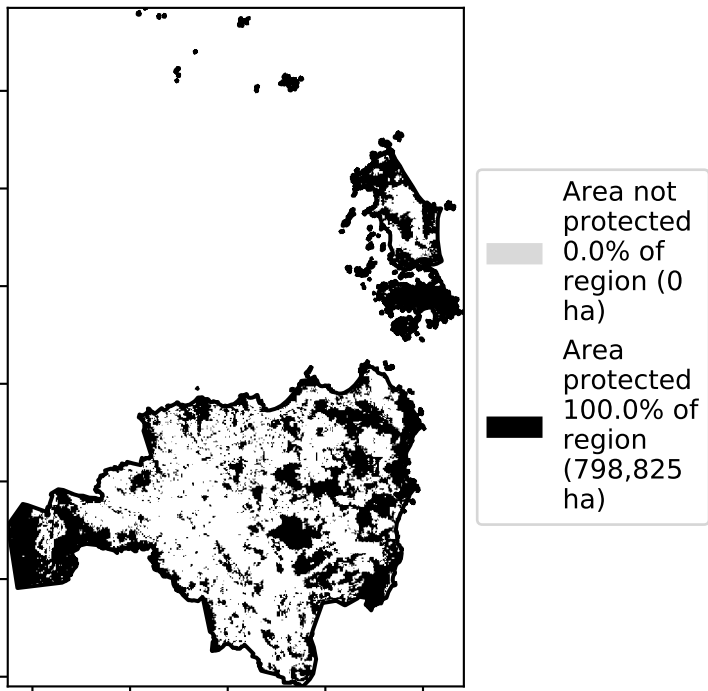 Area not
protected
0.0% of
region (0
ha)
Area
protected
100.0% of
region
(798,825
ha)